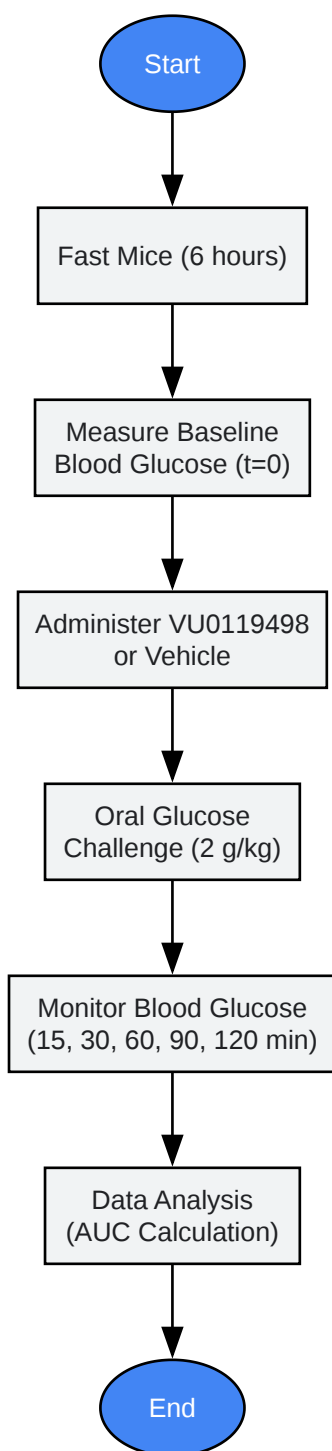 Start
Fast Mice (6 hours)
Measure Baseline
Blood Glucose (t=0)
Administer VU0119498
or Vehicle
Oral Glucose
Challenge (2 g/kg)
Monitor Blood Glucose
(15, 30, 60, 90, 120 min)
Data Analysis
(AUC Calculation)
End